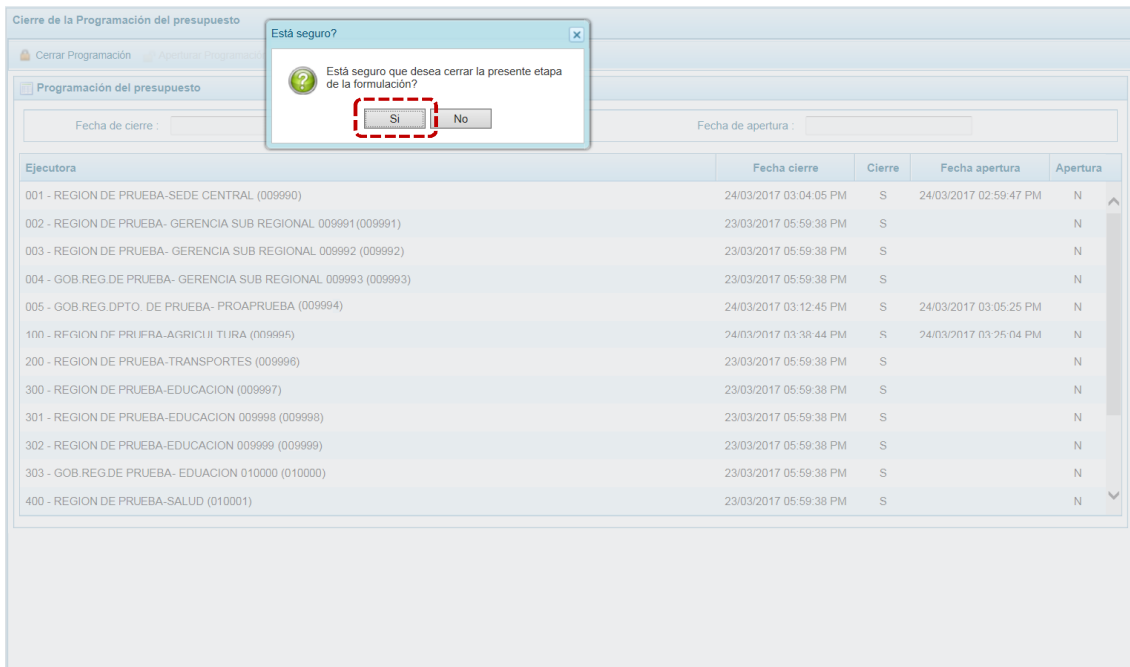 Cierre de la Programación del presupuesto
Está seguro?
Cerrar Programación Aperturar Programación
Está seguro que desea cerrar la presente etapa
de la formulación?
Si No
Programación del presupuesto
Fecha de cierre : Fecha de apertura :
Ejecutora Fecha cierre Cierre Fecha apertura Apertura
001 - REGION DE PRUEBA-SEDE CENTRAL (009990) 24/03/2017 03:04:05 PM S 24/03/2017 02:59:47 PM N
002 - REGION DE PRUEBA- GERENCIA SUB REGIONAL 009991(009991) 23/03/2017 05:59:38 PM S N
003 - REGION DE PRUEBA- GERENCIA SUB REGIONAL 009992 (009992) 23/03/2017 05:59:38 PM S N
004 - GOB.REG.DE PRUEBA- GERENCIA SUB REGIONAL 009993 (009993) 23/03/2017 05:59:38 PM S N
005 - GOB.REG.DPTO. DE PRUEBA- PROAPRUEBA (009994) 24/03/2017 03:12:45 PM S 24/03/2017 03:05:25 PM N
100 - REGION DE PRUEBA-AGRICULTURA (009995) 24/03/2017 03:38:44 PM S 24/03/2017 03:25:04 PM N
200 - REGION DE PRUEBA-TRANSPORTES (009996) 23/03/2017 05:59:38 PM S N
300 - REGION DE PRUEBA-EDUCACION (009997) 23/03/2017 05:59:38 PM S N
301 - REGION DE PRUEBA-EDUCACION 009998 (009998) 23/03/2017 05:59:38 PM S N
302 - REGION DE PRUEBA-EDUCACION 009999 (009999) 23/03/2017 05:59:38 PM S N
303 - GOB.REG.DE PRUEBA- EDUACION 010000 (010000) 23/03/2017 05:59:38 PM S N
400 - REGION DE PRUEBA-SALUD (010001) 23/03/2017 05:59:38 PM S N